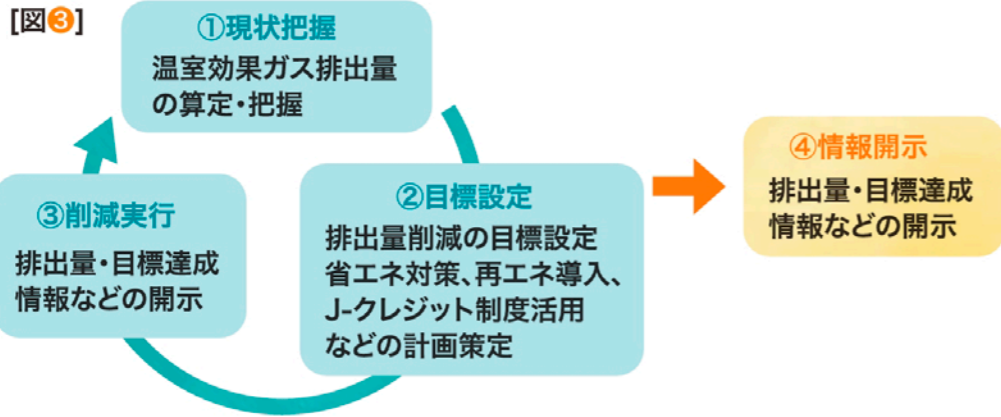 [図❸]
①現状把握
温室効果ガス排出量
の算定・把握
②目標設定
排出量削減の目標設定
省エネ対策、再エネ導入、
J-クレジット制度活用
などの計画策定
③削減実行
排出量・目標達成
情報などの開示
④情報開示
排出量・目標達成
情報などの開示